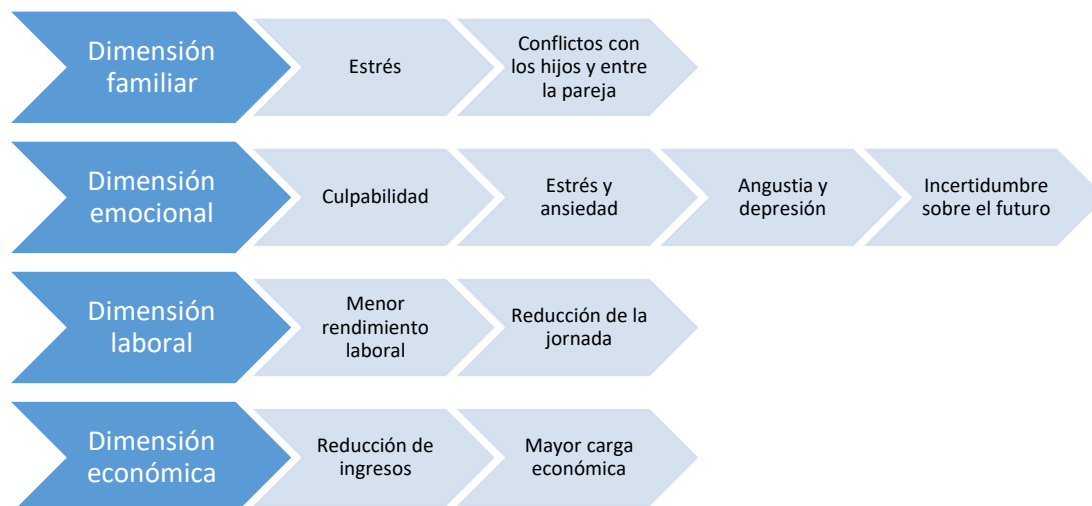 Dimensión
familiar
Estrés
Conflictos con
los hijos y entre
la pareja
Dimensión
emocional
Culpabilidad
Estrés y
ansiedad
Angustia y
depresión
Incertidumbre
sobre el futuro
Dimensión
laboral
Menor
rendimiento
laboral
Reducción de la
jornada
Dimensión
económica
Reducción de
ingresos
Mayor carga
económica